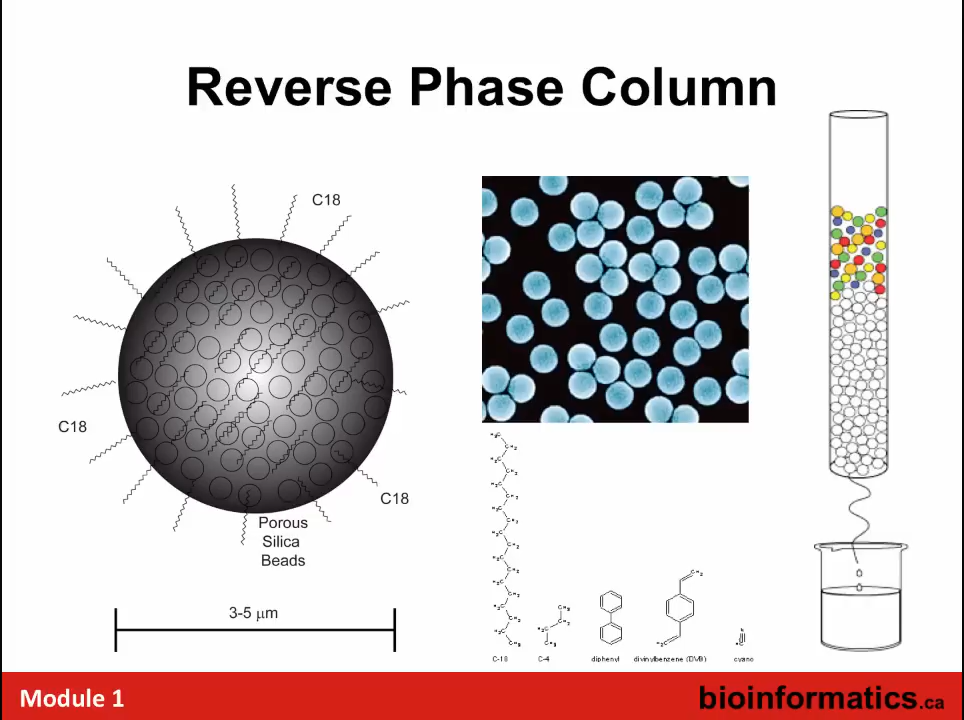 Reverse Phase Column
C18
C18
C18
Porous
Silica
Beads
3-5 μm
C-18
C-4
diphenyl
divinylbenzene (DVB)
cyano
Module 1
bioinformatics.ca